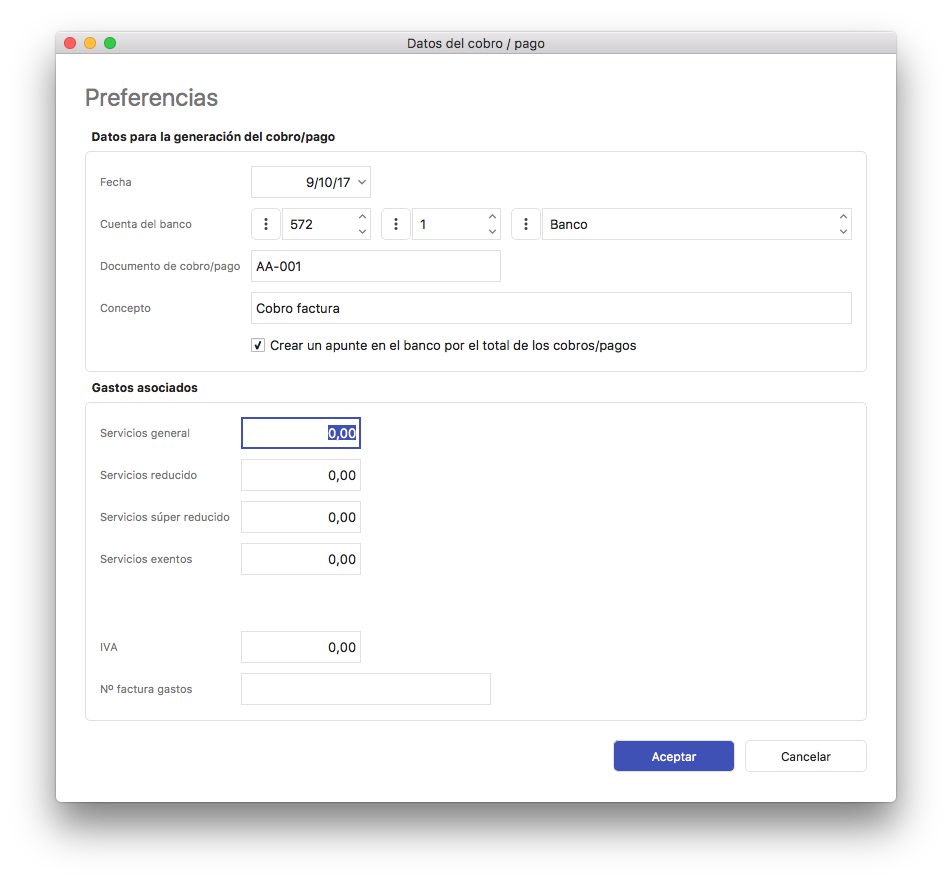 Datos del cobro / pago
Preferencias
Datos para la generación del cobro/pago
Fecha 9/10/17
Cuenta del banco 572 1 Banco
Documento de cobro/pago AA-001
Concepto Cobro factura
Crear un apunte en el banco por el total de los cobros/pagos
Gastos asociados
Servicios general 0,00
Servicios reducido 0,00
Servicios súper reducido 0,00
Servicios exentos 0,00
IVA 0,00
Nº factura gastos
Aceptar Cancelar